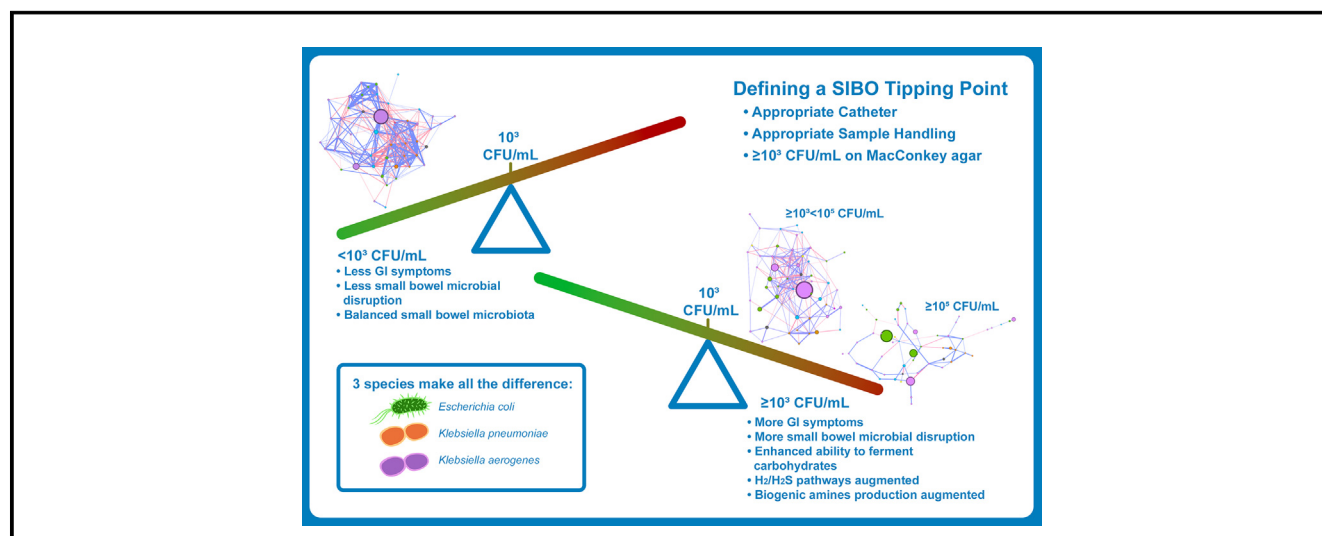 Defining a SIBO Tipping Point
• Appropriate Catheter
• Appropriate Sample Handling
• ≥10³ CFU/mL on MacConkey agar
10³
CFU/mL
<10³ CFU/mL
• Less GI symptoms
• Less small bowel microbial
disruption
• Balanced small bowel microbiota
≥10³<10⁵ CFU/mL
≥10⁵ CFU/mL
10³
CFU/mL
≥10³ CFU/mL
• More GI symptoms
• More small bowel microbial disruption
• Enhanced ability to ferment
carbohydrates
• H₂/H₂S pathways augmented
• Biogenic amines production augmented
3 species make all the difference:
Escherichia coli
Klebsiella pneumoniae
Klebsiella aerogenes